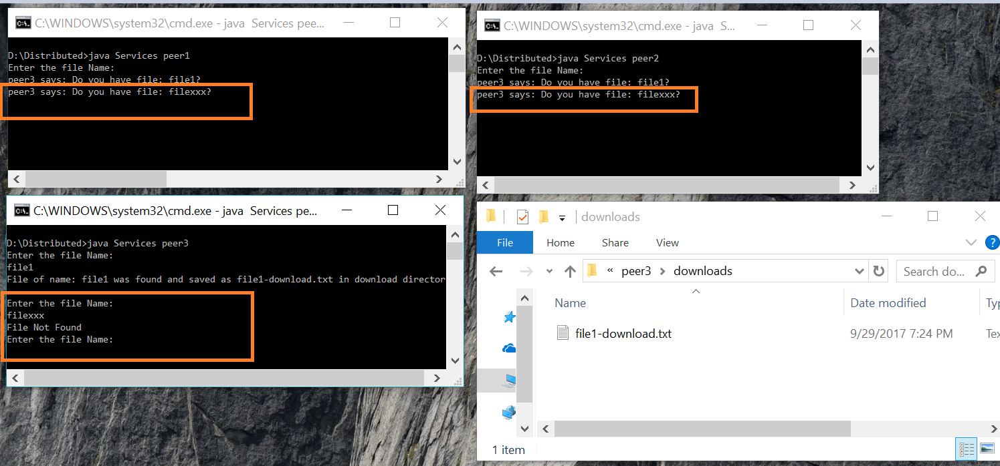 C:\WINDOWS\system32\cmd.exe - java  Services pee...
D:\Distributed>java Services peer1
Enter the file Name:
peer3 says: Do you have file: file1?
peer3 says: Do you have file: filexxx?
C:\WINDOWS\system32\cmd.exe - java  S...
D:\Distributed>java Services peer2
Enter the file Name:
peer3 says: Do you have file: file1?
peer3 says: Do you have file: filexxx?
C:\WINDOWS\system32\cmd.exe - java  Services pe...
D:\Distributed>java Services peer3
Enter the file Name:
file1
File of name: file1 was found and saved as file1-download.txt in download director
Enter the file Name:
filexxx
File Not Found
Enter the file Name:
downloads
File Home Share View ?
« peer3 > downloads Search do...
Name Date modified Typ
file1-download.txt 9/29/2017 7:24 PM Tex
1 item